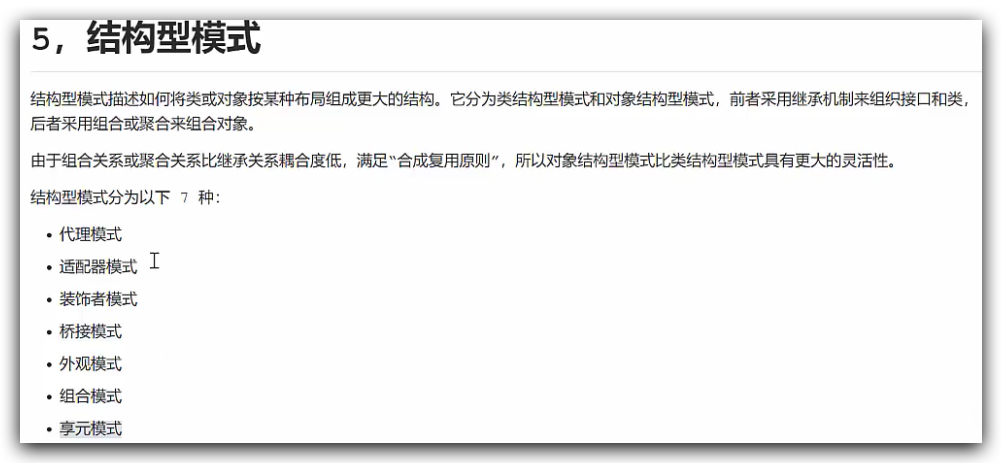 5，结构型模式
结构型模式描述如何将类或对象按某种布局组成更大的结构。它分为类结构型模式和对象结构型模式，前者采用继承机制来组织接口和类，
后者采用组合或聚合来组合对象。
由于组合关系或聚合关系比继承关系耦合度低，满足“合成复用原则”，所以对象结构型模式比类结构型模式具有更大的灵活性。
结构型模式分为以下 7 种：
• 代理模式
• 适配器模式
• 装饰者模式
• 桥接模式
• 外观模式
• 组合模式
• 享元模式